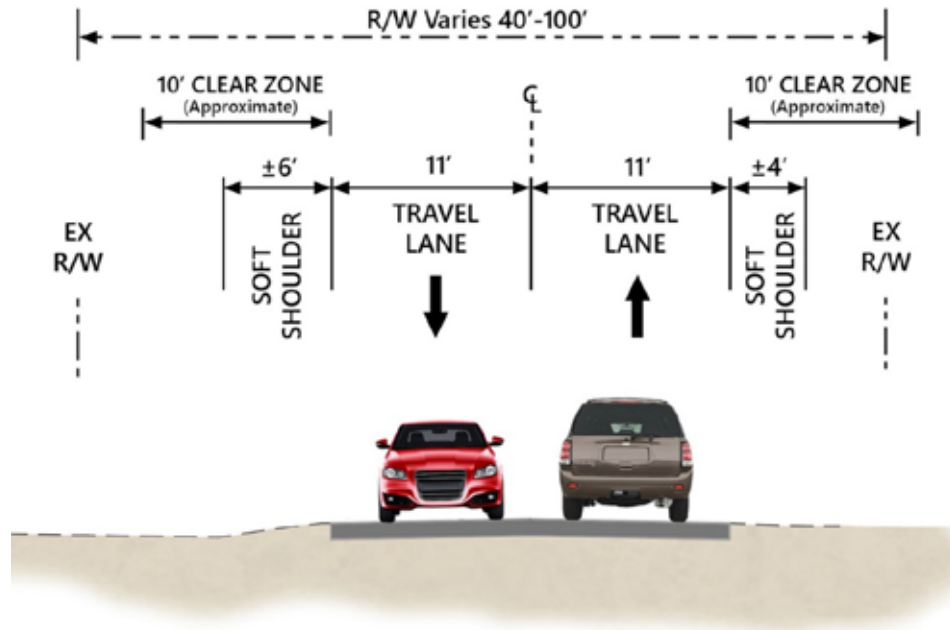 R/W Varies 40'-100'
10' CLEAR ZONE
(Approximate)
℄
10' CLEAR ZONE
(Approximate)
±6'
11'
11'
±4'
EX
R/W
SOFT
SHOULDER
TRAVEL
LANE
TRAVEL
LANE
SOFT
SHOULDER
EX
R/W